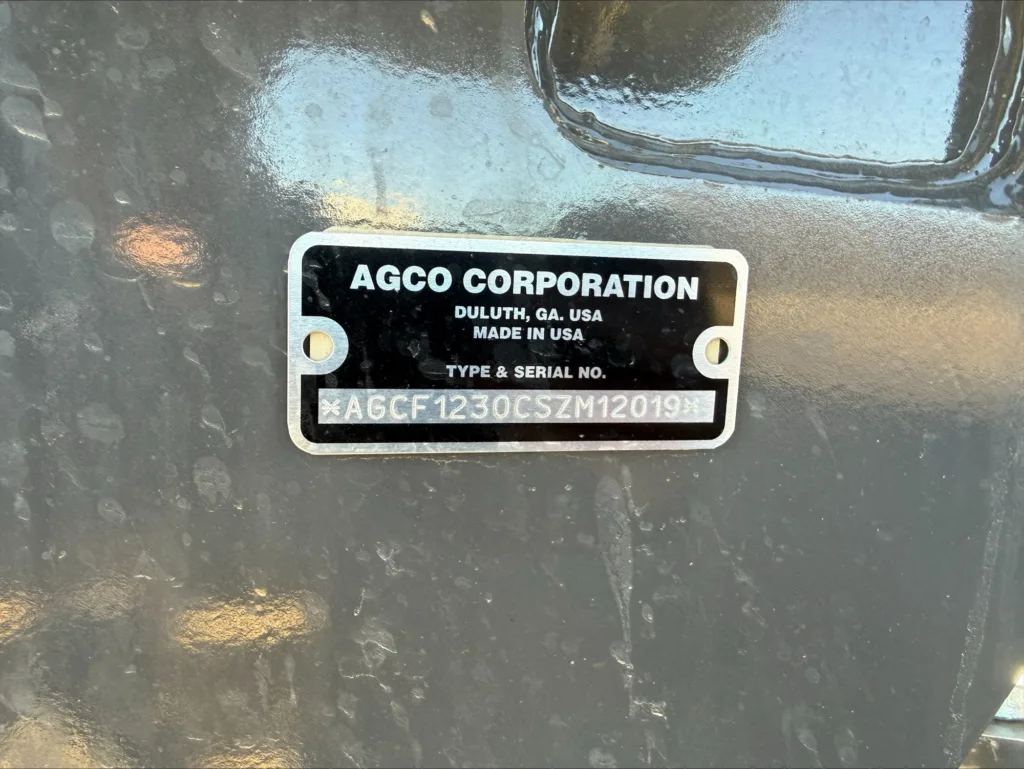 AGCO CORPORATION
DULUTH, GA. USA
MADE IN USA
TYPE & SERIAL NO.
*AGCF1230CSZM12019*